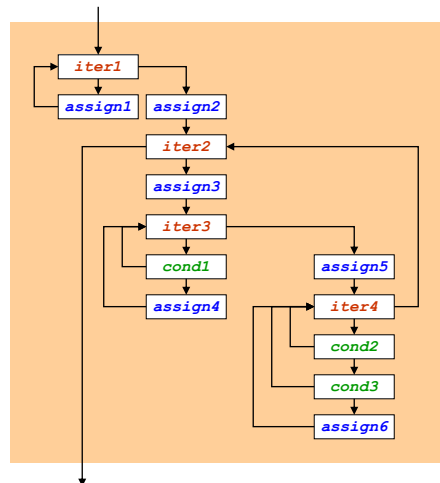 iter1
assign1 assign2
iter2
assign3
iter3
cond1 assign5
assign4 iter4
cond2
cond3
assign6